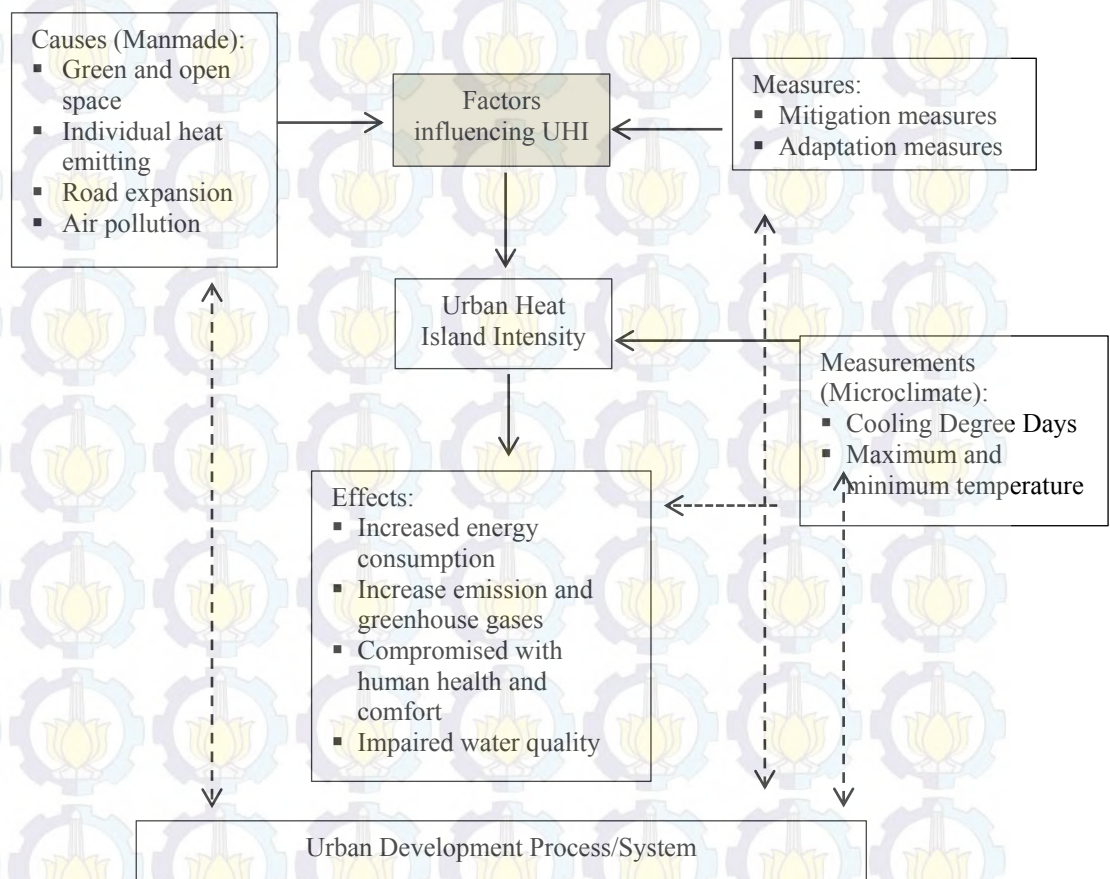 Causes (Manmade):
▪ Green and open
space
▪ Individual heat
emitting
▪ Road expansion
▪ Air pollution
Factors
influencing UHI
Measures:
▪ Mitigation measures
▪ Adaptation measures
Urban Heat
Island Intensity
Measurements
(Microclimate):
▪ Cooling Degree Days
▪ Maximum and
minimum temperature
Effects:
▪ Increased energy
consumption
▪ Increase emission and
greenhouse gases
▪ Compromised with
human health and
comfort
▪ Impaired water quality
Urban Development Process/System